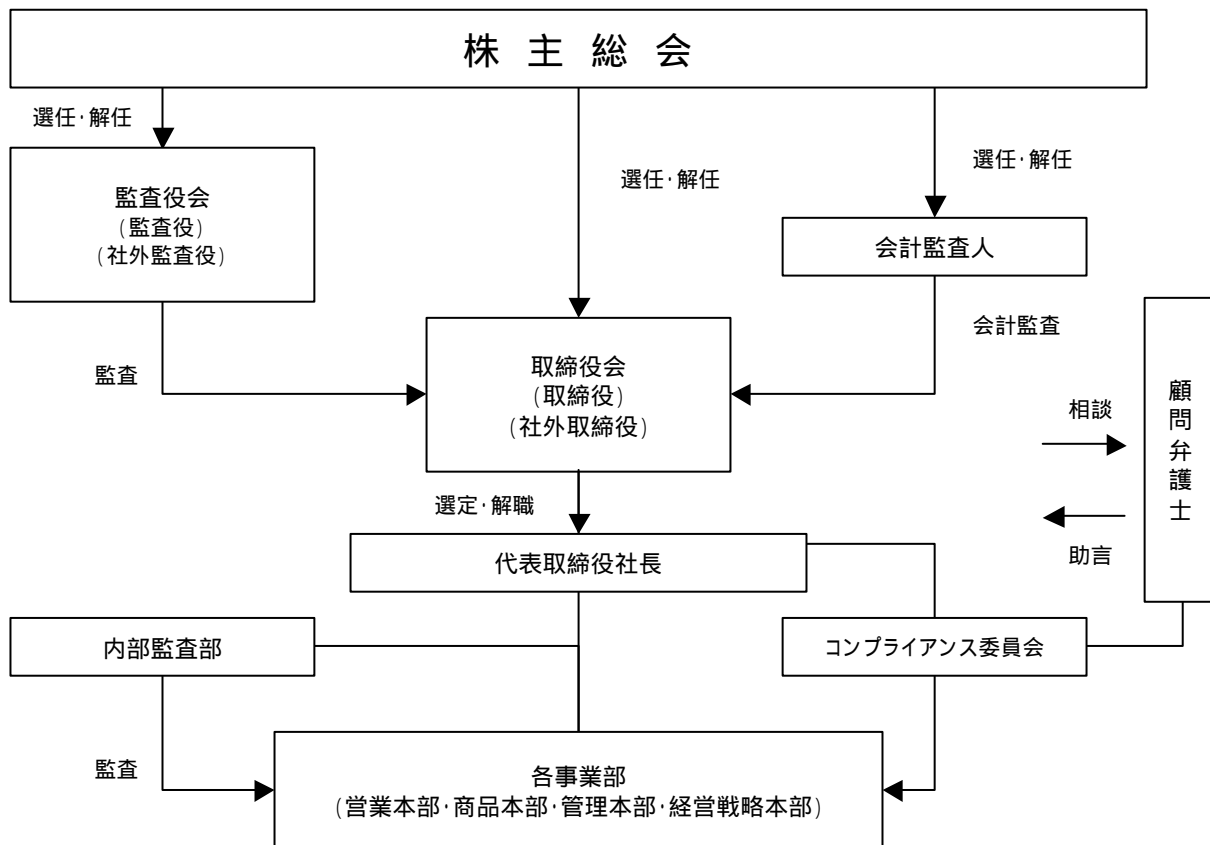 株主総会
選任・解任
選任・解任
選任・解任
監査役会
(監査役)
(社外監査役)
会計監査人
監査
取締役会
(取締役)
(社外取締役)
会計監査
相談
助言
顧問弁護士
選定・解職
代表取締役社長
内部監査部
コンプライアンス委員会
監査
各事業部
(営業本部・商品本部・管理本部・経営戦略本部)